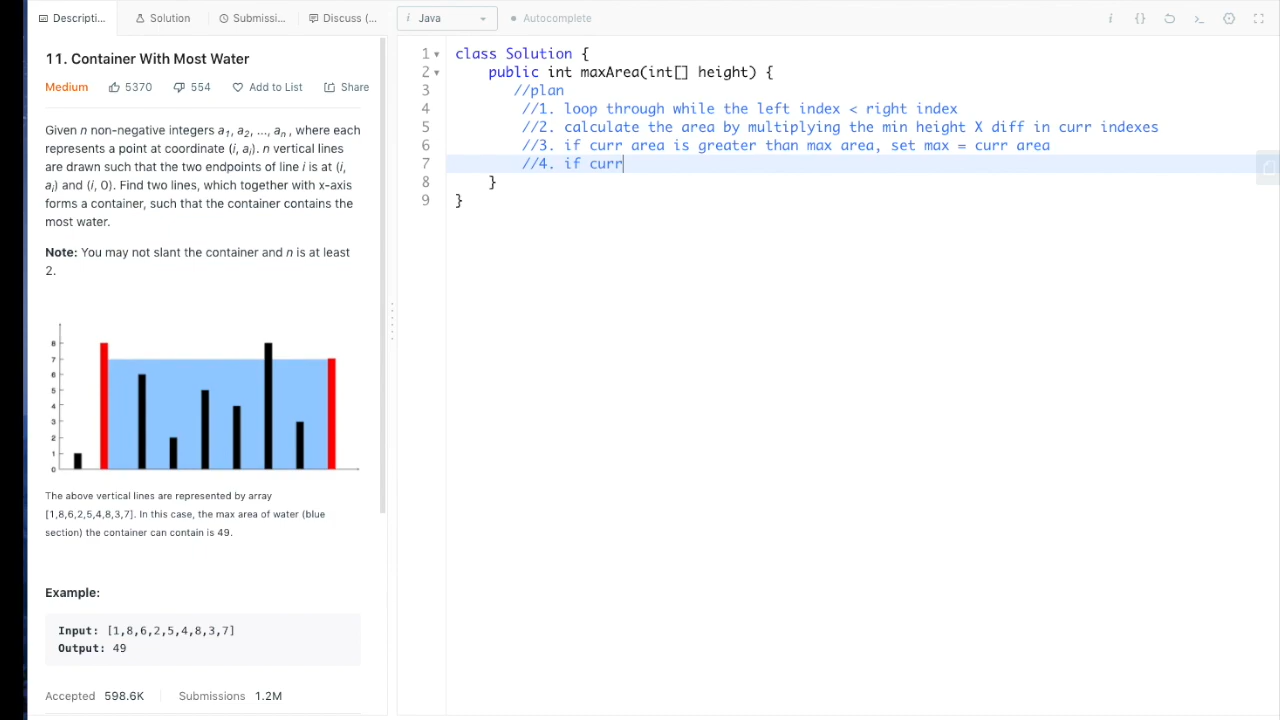 Descripti...
Solution
Submissi...
Discuss (...
i Java
Autocomplete
11. Container With Most Water
Medium 5370 554 Add to List Share
Given n non-negative integers a1, a2, ..., an , where each
represents a point at coordinate (i, ai). n vertical lines
are drawn such that the two endpoints of line i is at (i,
ai) and (i, 0). Find two lines, which together with x-axis
forms a container, such that the container contains the
most water.
Note: You may not slant the container and n is at least
2.
8
7
6
5
4
3
2
1
0
The above vertical lines are represented by array
[1,8,6,2,5,4,8,3,7]. In this case, the max area of water (blue
section) the container can contain is 49.
Example:
Input: [1,8,6,2,5,4,8,3,7]
Output: 49
Accepted 598.6K Submissions 1.2M
1 class Solution {
2 public int maxArea(int[] height) {
3 //plan
4 //1. loop through while the left index < right index
5 //2. calculate the area by multiplying the min height X diff in curr indexes
6 //3. if curr area is greater than max area, set max = curr area
7 //4. if curr
8 }
9 }